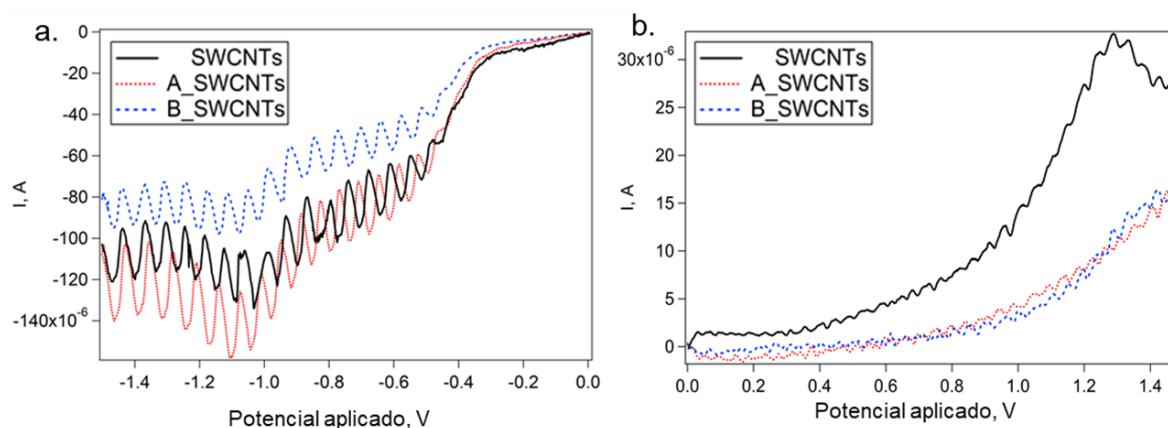 a.
SWCNTs
A_SWCNTs
B_SWCNTs
I, A
0
-20
-40
-60
-80
-100
-120
-140x10-6
-1.4 -1.2 -1.0 -0.8 -0.6 -0.4 -0.2 0.0
Potencial aplicado, V
b.
SWCNTs
A_SWCNTs
B_SWCNTs
I, A
30x10-6
25
20
15
10
5
0
0.0 0.2 0.4 0.6 0.8 1.0 1.2 1.4
Potencial aplicado, V